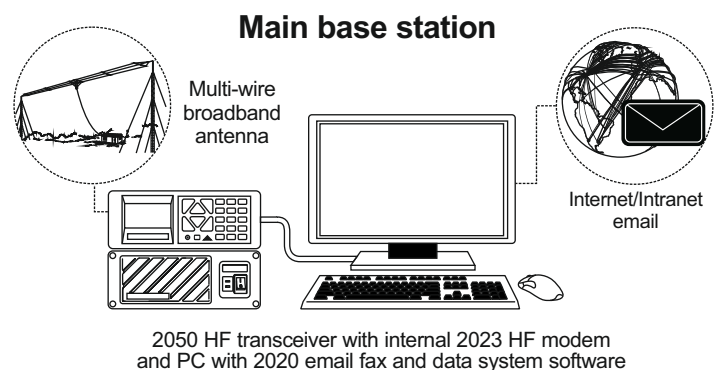 Main base station
Multi-wire
broadband
antenna
Internet/Intranet
email
2050 HF transceiver with internal 2023 HF modem
and PC with 2020 email fax and data system software